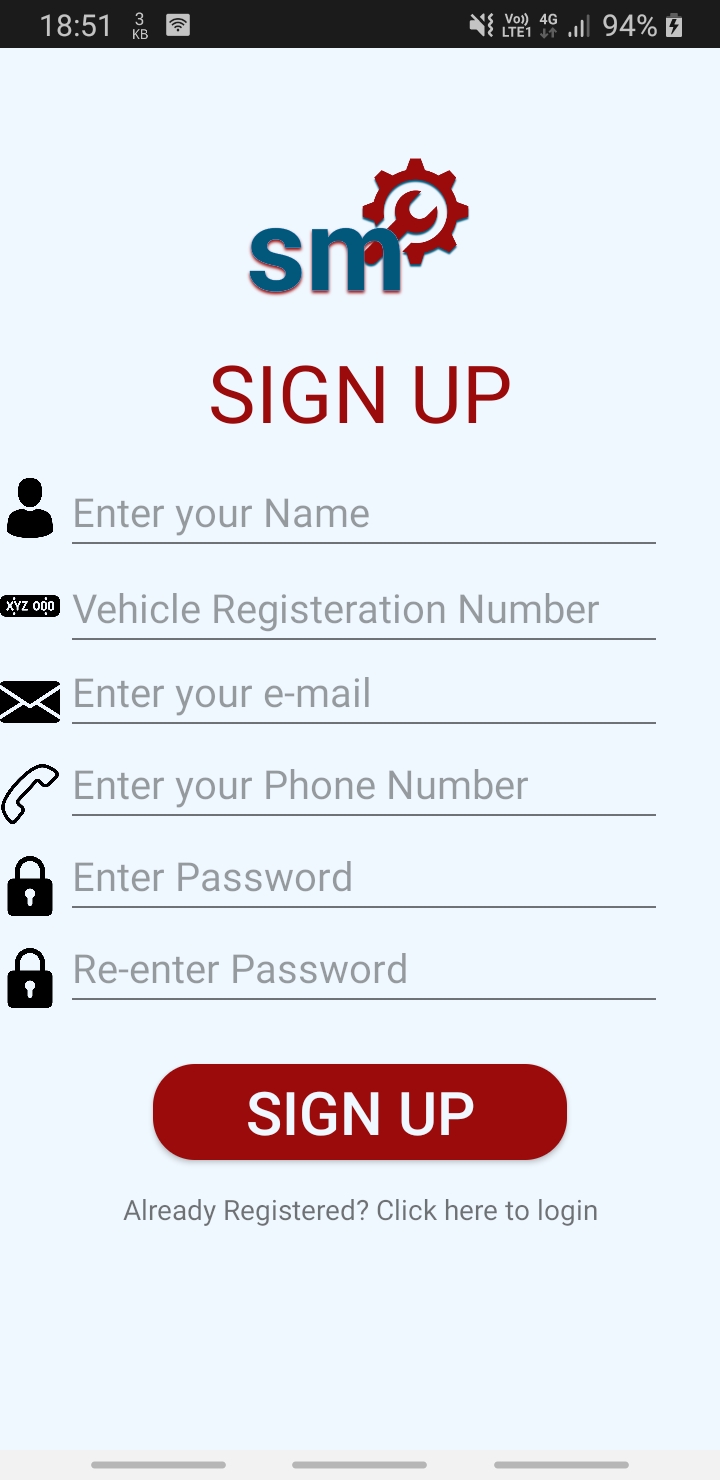 18:51 3 KB Vo)) LTE1 4G 94%
sm
SIGN UP
Enter your Name
XYZ 000 Vehicle Registeration Number
Enter your e-mail
Enter your Phone Number
Enter Password
Re-enter Password
SIGN UP
Already Registered? Click here to login